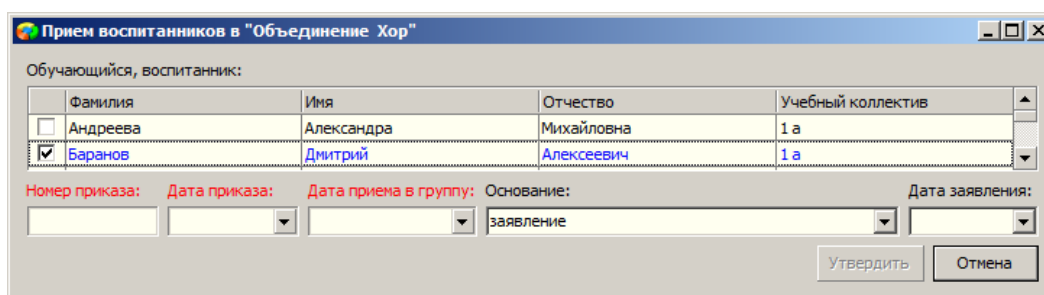 Прием воспитанников в "Объединение Хор"
Обучающийся, воспитанник:
Фамилия Имя Отчество Учебный коллектив
Андреева Александра Михайловна 1 а
Баранов Дмитрий Алексеевич 1 а
Номер приказа: Дата приказа: Дата приема в группу: Основание: Дата заявления:
заявление
Утвердить Отмена